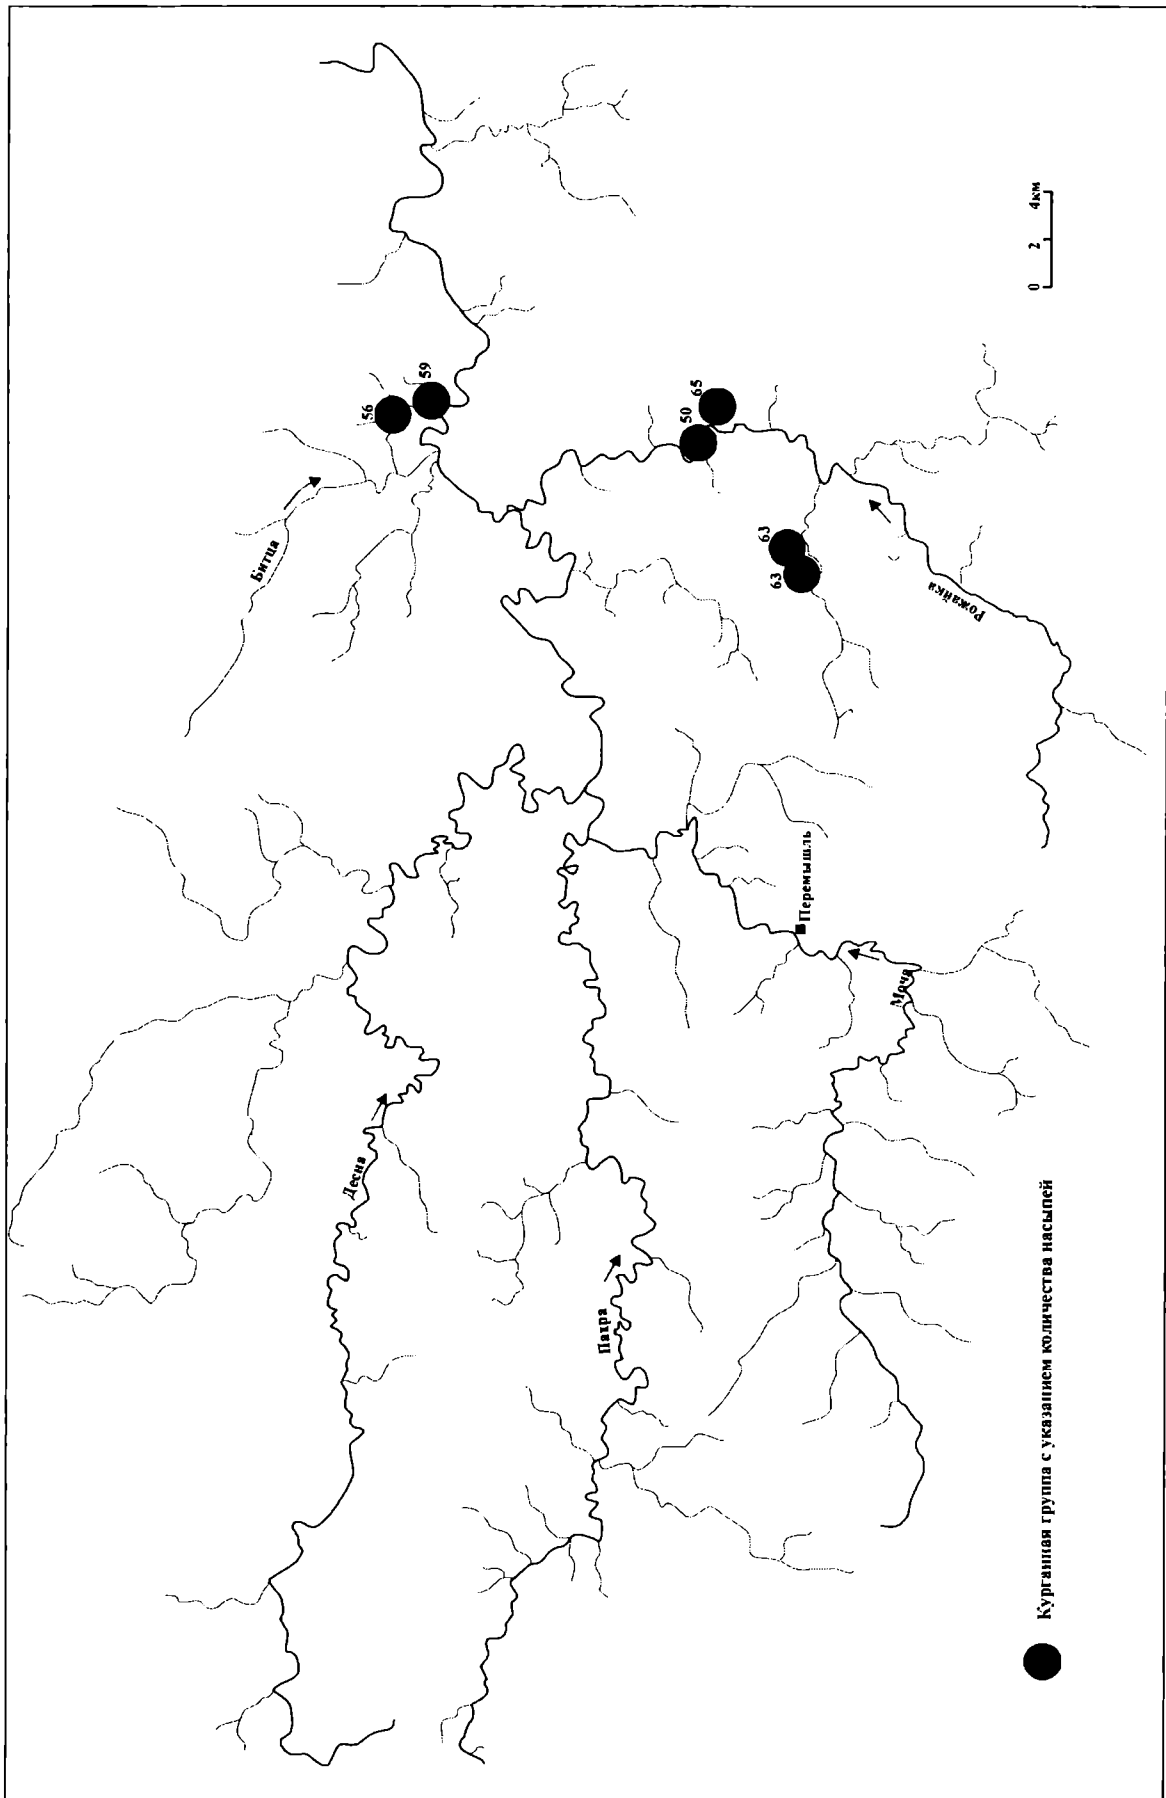 Битца
56
59
50
65
63
63
Рожайка
Десна
Пахра
Перемышль
Моча
0 2 4км
Курганная группа с указанием количества насыпей